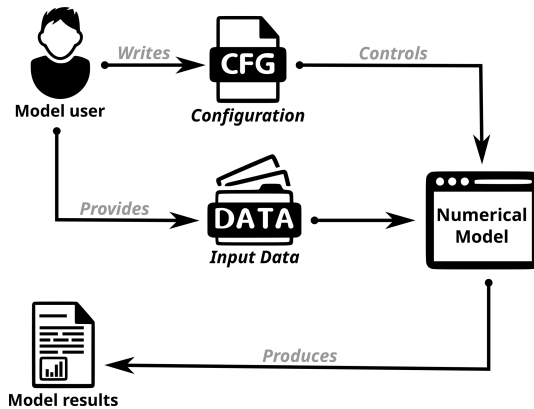 Writes
CFG
Controls
Model user
Configuration
Provides
DATA
Input Data
Numerical
Model
Produces
Model results